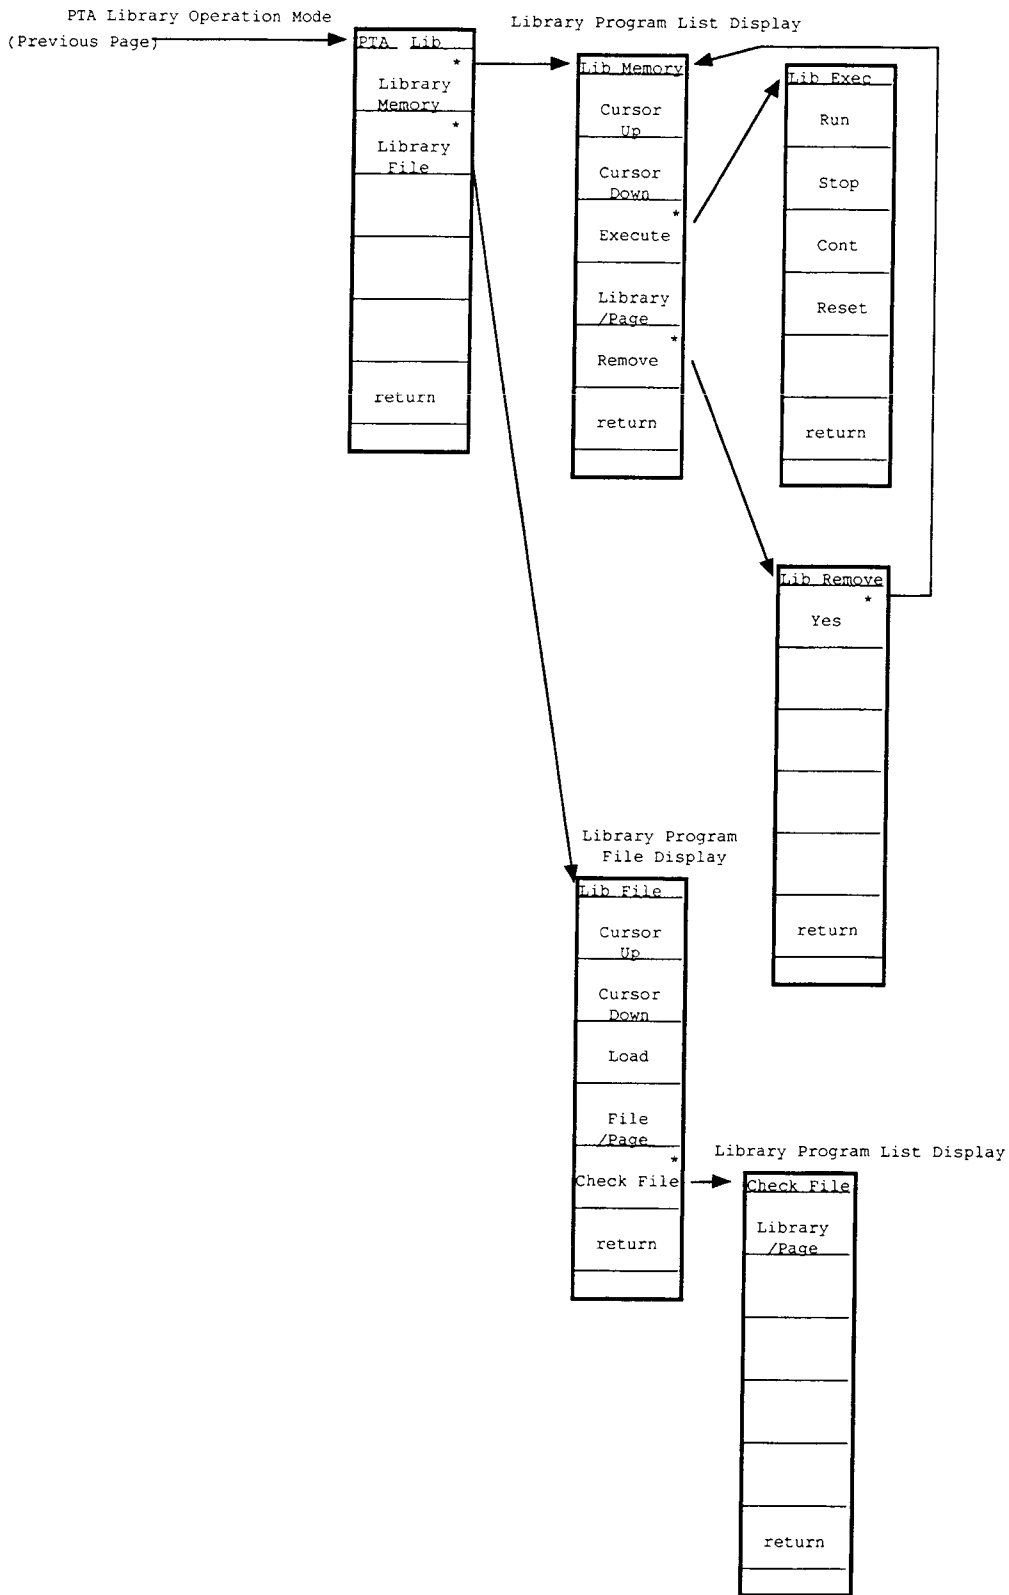 PTA Library Operation Mode
(Previous Page)
PTA Lib
*
Library
Memory
*
Library
File
return
Library Program List Display
Lib Memory
Cursor
Up
Cursor
Down
*
Execute
Library
/Page
*
Remove
return
Lib Exec
Run
Stop
Cont
Reset
return
Lib Remove
*
Yes
return
Library Program
File Display
Lib File
Cursor
Up
Cursor
Down
Load
File
/Page
*
Check File
return
Library Program List Display
Check File
Library
/Page
return